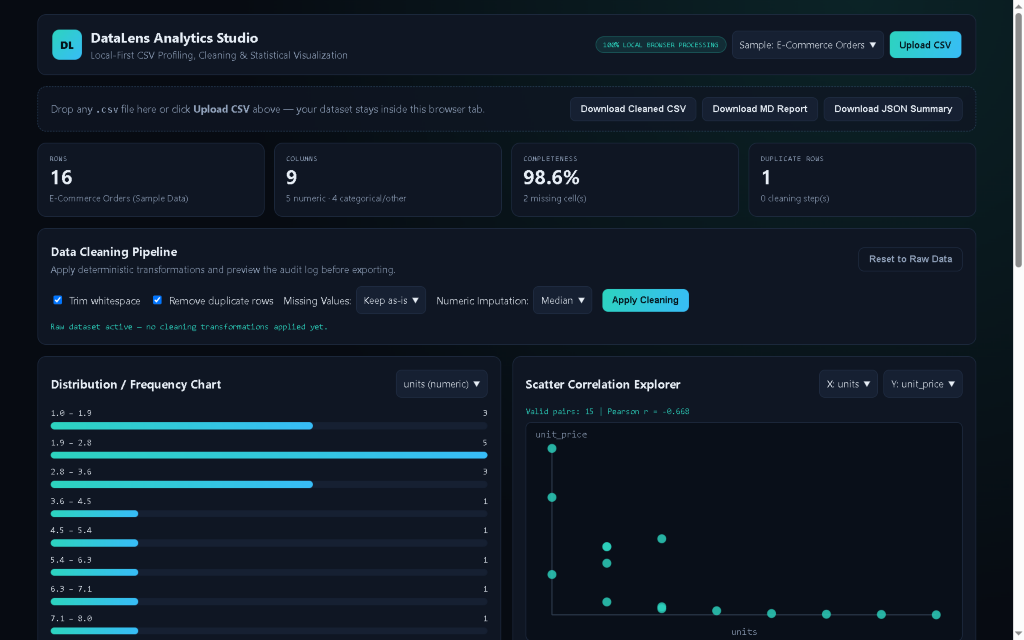 DL
DataLens Analytics Studio
Local-First CSV Profiling, Cleaning & Statistical Visualization
100% LOCAL BROWSER PROCESSING
Sample: E-Commerce Orders ▼
Upload CSV
Drop any .csv file here or click Upload CSV above — your dataset stays inside this browser tab.
Download Cleaned CSV
Download MD Report
Download JSON Summary
ROWS
16
E-Commerce Orders (Sample Data)
COLUMNS
9
5 numeric · 4 categorical/other
COMPLETENESS
98.6%
2 missing cell(s)
DUPLICATE ROWS
1
0 cleaning step(s)
Data Cleaning Pipeline
Apply deterministic transformations and preview the audit log before exporting.
Reset to Raw Data
Trim whitespace
Remove duplicate rows
Missing Values:
Keep as-is ▼
Numeric Imputation:
Median ▼
Apply Cleaning
Raw dataset active — no cleaning transformations applied yet.
Distribution / Frequency Chart
units (numeric) ▼
1.0 – 1.9 3
1.9 – 2.8 5
2.8 – 3.6 3
3.6 – 4.5 1
4.5 – 5.4 1
5.4 – 6.3 1
6.3 – 7.1 1
7.1 – 8.0 1
Scatter Correlation Explorer
X: units ▼
Y: unit_price ▼
Valid pairs: 15 | Pearson r = -0.668
unit_price
units